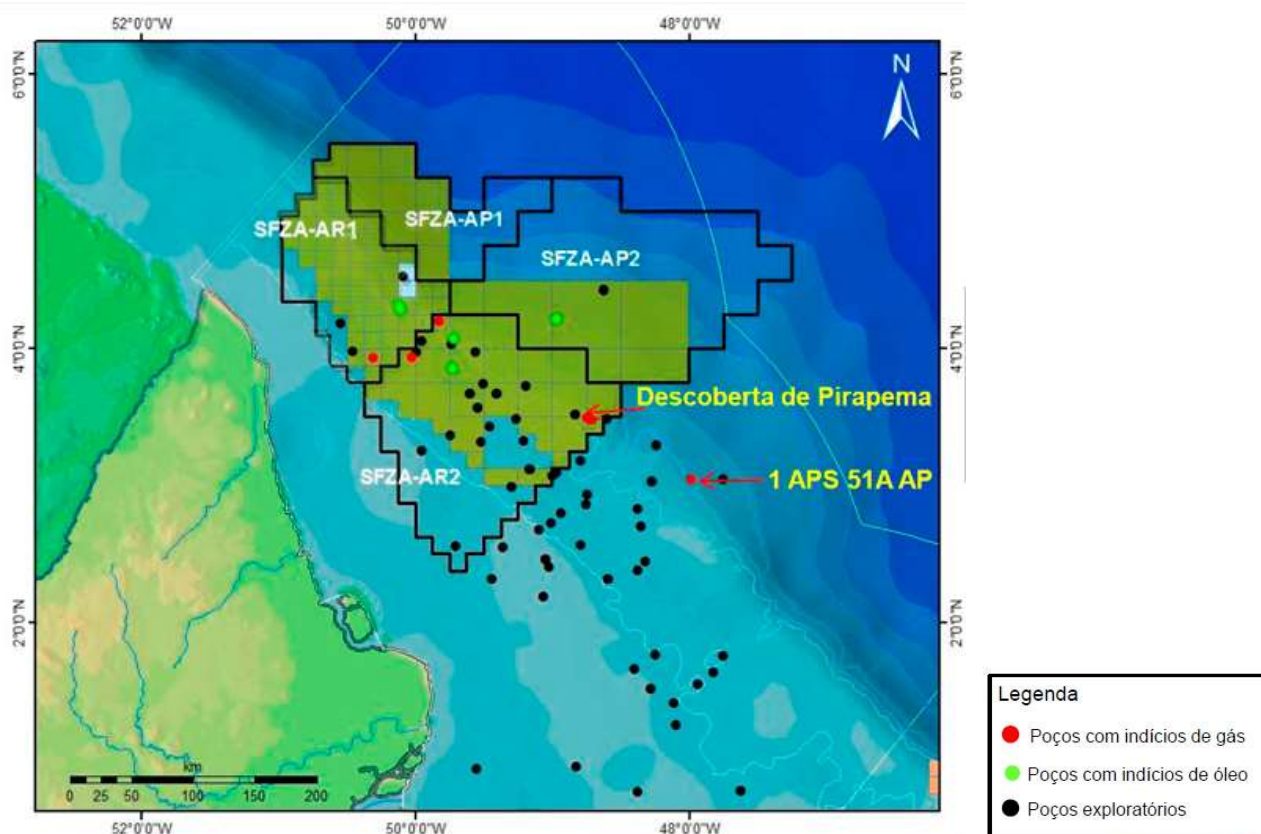 52°0'0"W
50°0'0"W
48°0'0"W
6°0'0"N
6°0'0"N
N
SFZA-AP1
SFZA-AR1
SFZA-AP2
4°0'0"N
4°0'0"N
Descoberta de Pirapema
SFZA-AR2
1 APS 51A AP
2°0'0"N
2°0'0"N
km
0 25 50 100 150 200
52°0'0"W
50°0'0"W
48°0'0"W
Legenda
Poços com indícios de gás
Poços com indícios de óleo
Poços exploratórios